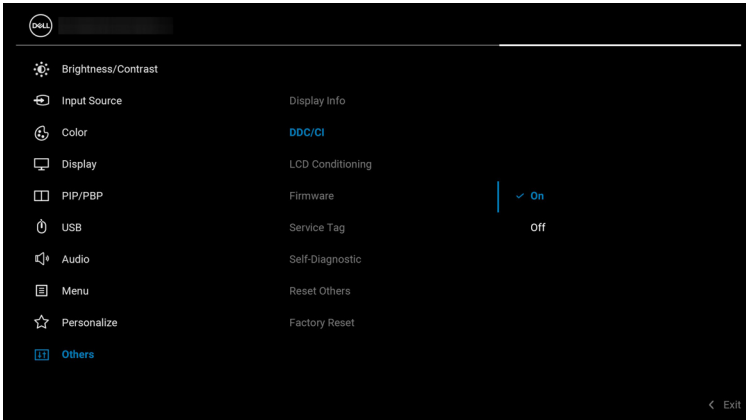 DELL
Brightness/Contrast
Input Source
Display Info
Color
DDC/CI
Display
LCD Conditioning
PIP/PBP
Firmware
On
USB
Service Tag
Off
Audio
Self-Diagnostic
Menu
Reset Others
Personalize
Factory Reset
Others
Exit